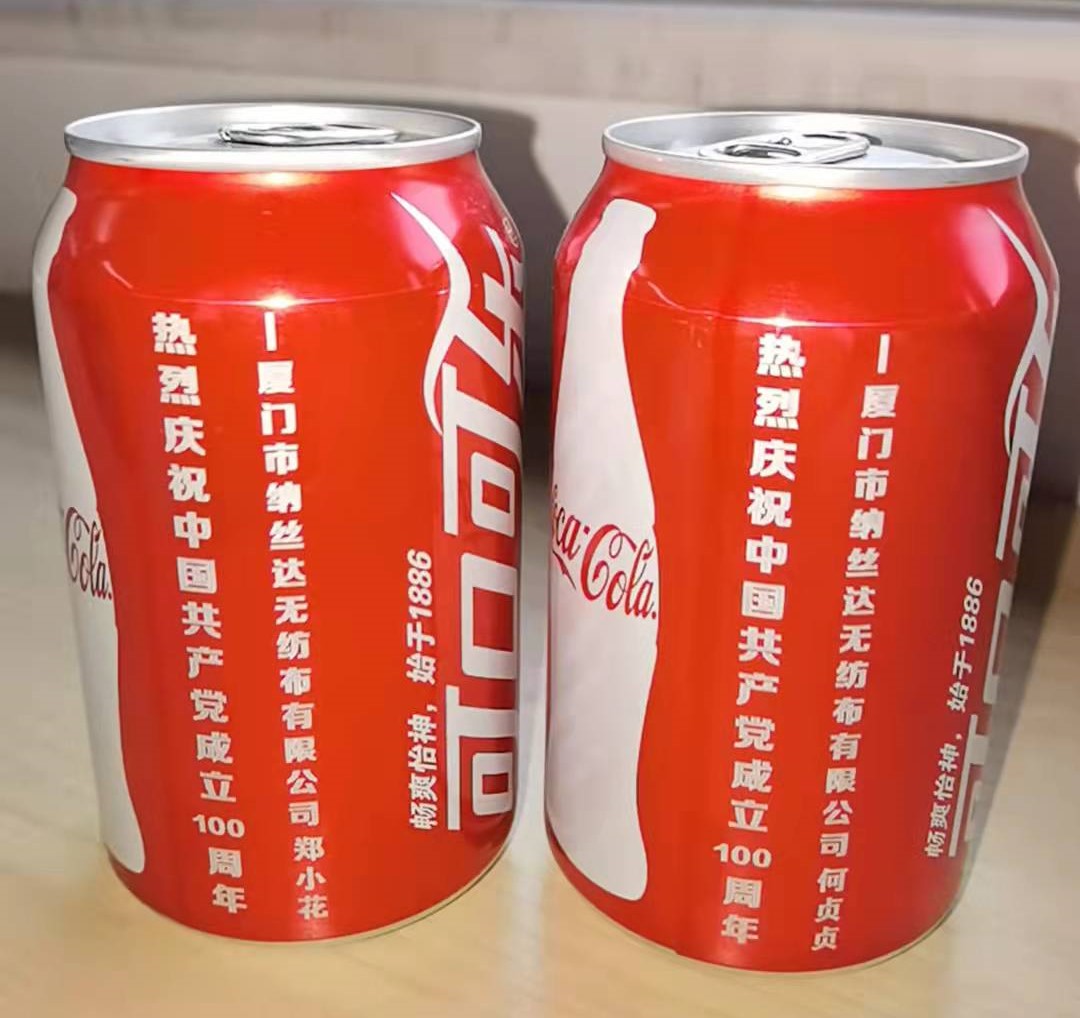 Cola.
热烈庆祝中国共产党成立100周年
一厦门市纳丝达无纺布有限公司 郑小花
畅爽怡神，始于1886
可口可乐
Coca-Cola.
热烈庆祝中国共产党成立100周年
一厦门市纳丝达无纺布有限公司 何贞贞
畅爽怡神，始于1886